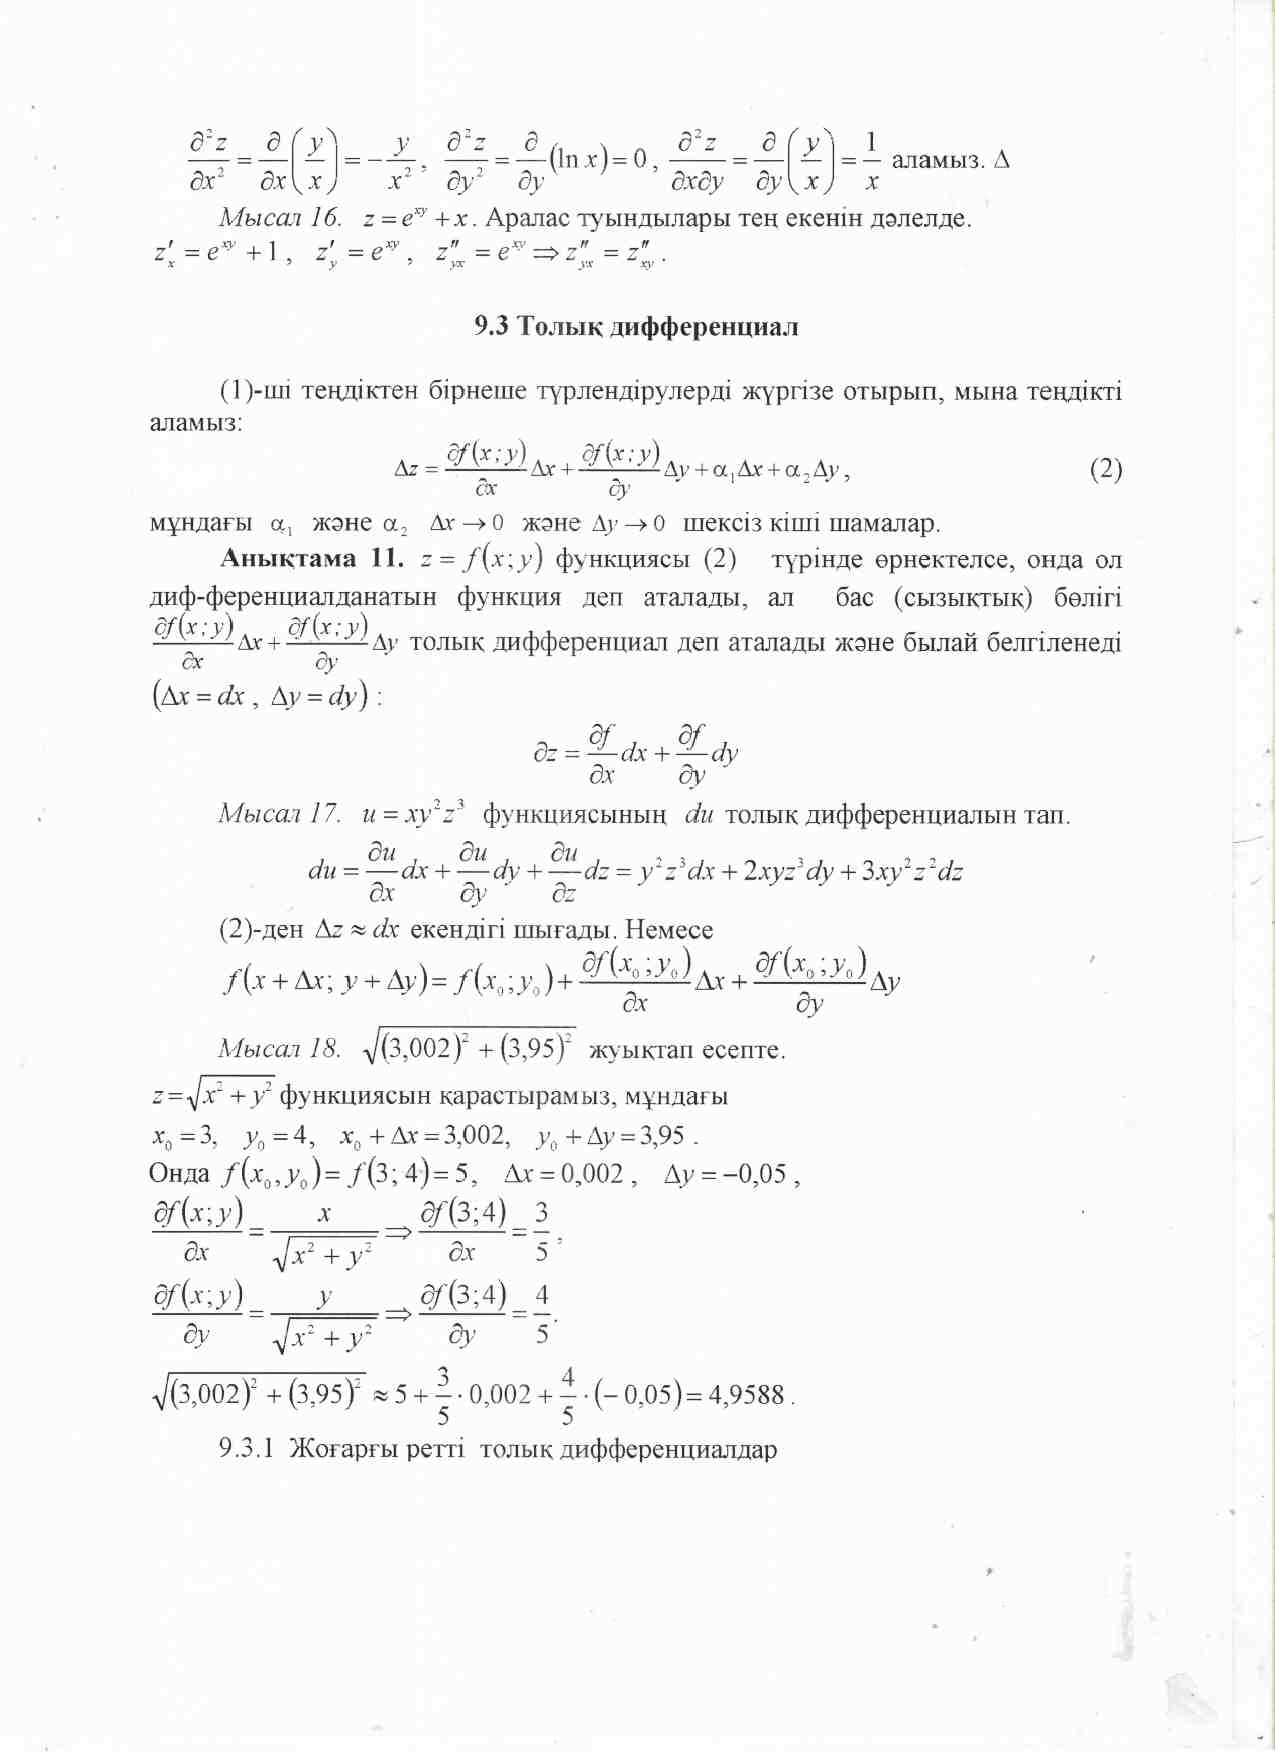 ∂²z/∂x² = ∂/∂x (y/x) = −y/x², ∂²z/∂y² = ∂/∂y (ln x) = 0, ∂²z/∂x∂y = ∂/∂y (y/x) = 1/x аламыз. Δ
Мысал 16. z = e^{xy} + x. Аралас туындылары тең екенін дәлелде.
z′_x = e^{xy} + 1, z′_y = e^{xy}, z″_{yx} = e^{xy} ⇒ z″_{yx} = z″_{xy}.
9.3 Толық дифференциал
(1)-ші теңдіктен бірнеше түрлендірулерді жүргізе отырып, мына теңдікті
аламыз:
Δz = ∂f(x;y)/∂x Δx + ∂f(x;y)/∂y Δy + α₁Δx + α₂Δy, (2)
мұндағы α₁ және α₂ Δx → 0 және Δy → 0 шексіз кіші шамалар.
Анықтама 11. z = f(x;y) функциясы (2) түрінде өрнектелсе, онда ол
диф-ференциалданатын функция деп аталады, ал бас (сызықтық) бөлігі
∂f(x;y)/∂x Δx + ∂f(x;y)/∂y Δy толық дифференциал деп аталады және былай белгіленеді
(Δx = dx, Δy = dy) :
∂z = ∂f/∂x dx + ∂f/∂y dy
Мысал 17. u = xy²z³ функциясының du толық дифференциалын тап.
du = ∂u/∂x dx + ∂u/∂y dy + ∂u/∂z dz = y²z³dx + 2xyz³dy + 3xy²z²dz
(2)-ден Δz ≈ dx екендігі шығады. Немесе
f(x + Δx; y + Δy) = f(x₀;y₀) + ∂f(x₀;y₀)/∂x Δx + ∂f(x₀;y₀)/∂y Δy
Мысал 18. √((3,002)² + (3,95)²) жуықтап есепте.
z = √(x² + y²) функциясын қарастырамыз, мұндағы
x₀ = 3, y₀ = 4, x₀ + Δx = 3,002, y₀ + Δy = 3,95.
Онда f(x₀,y₀) = f(3; 4) = 5, Δx = 0,002, Δy = −0,05,
∂f(x;y)/∂x = x/√(x² + y²) ⇒ ∂f(3;4)/∂x = 3/5,
∂f(x;y)/∂y = y/√(x² + y²) ⇒ ∂f(3;4)/∂y = 4/5.
√((3,002)² + (3,95)²) ≈ 5 + 3/5 · 0,002 + 4/5 · (− 0,05) = 4,9588.
9.3.1 Жоғарғы ретті толық дифференциалдар